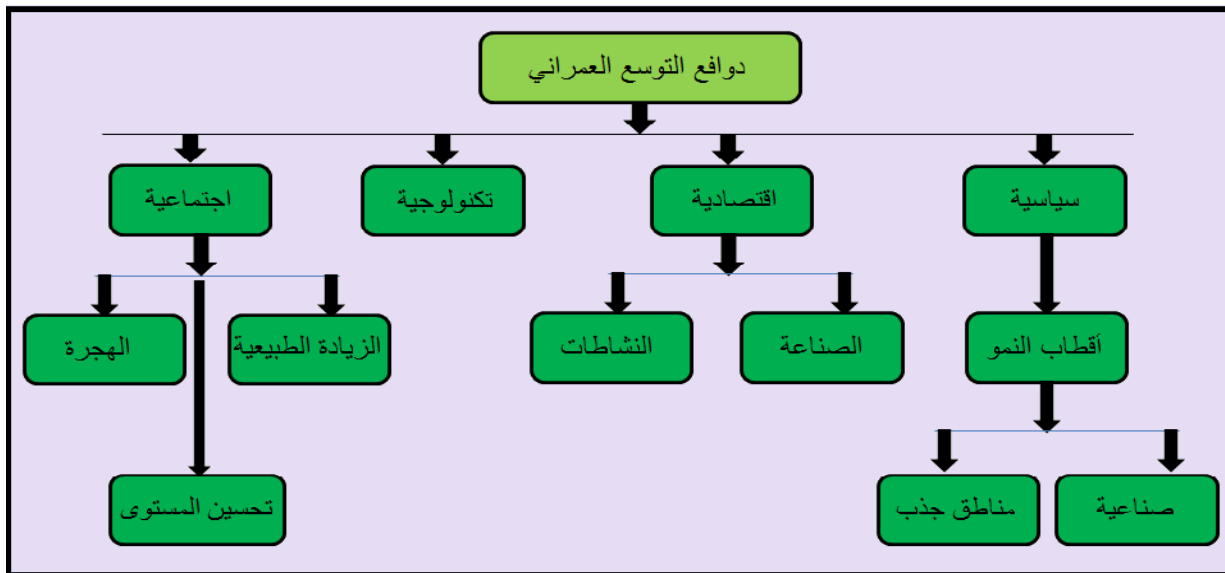 دوافع التوسع العمراني
سياسية
اقتصادية
تكنولوجية
اجتماعية
أقطاب النمو
الصناعة
النشاطات
الزيادة الطبيعية
الهجرة
صناعية
مناطق جذب
تحسين المستوى